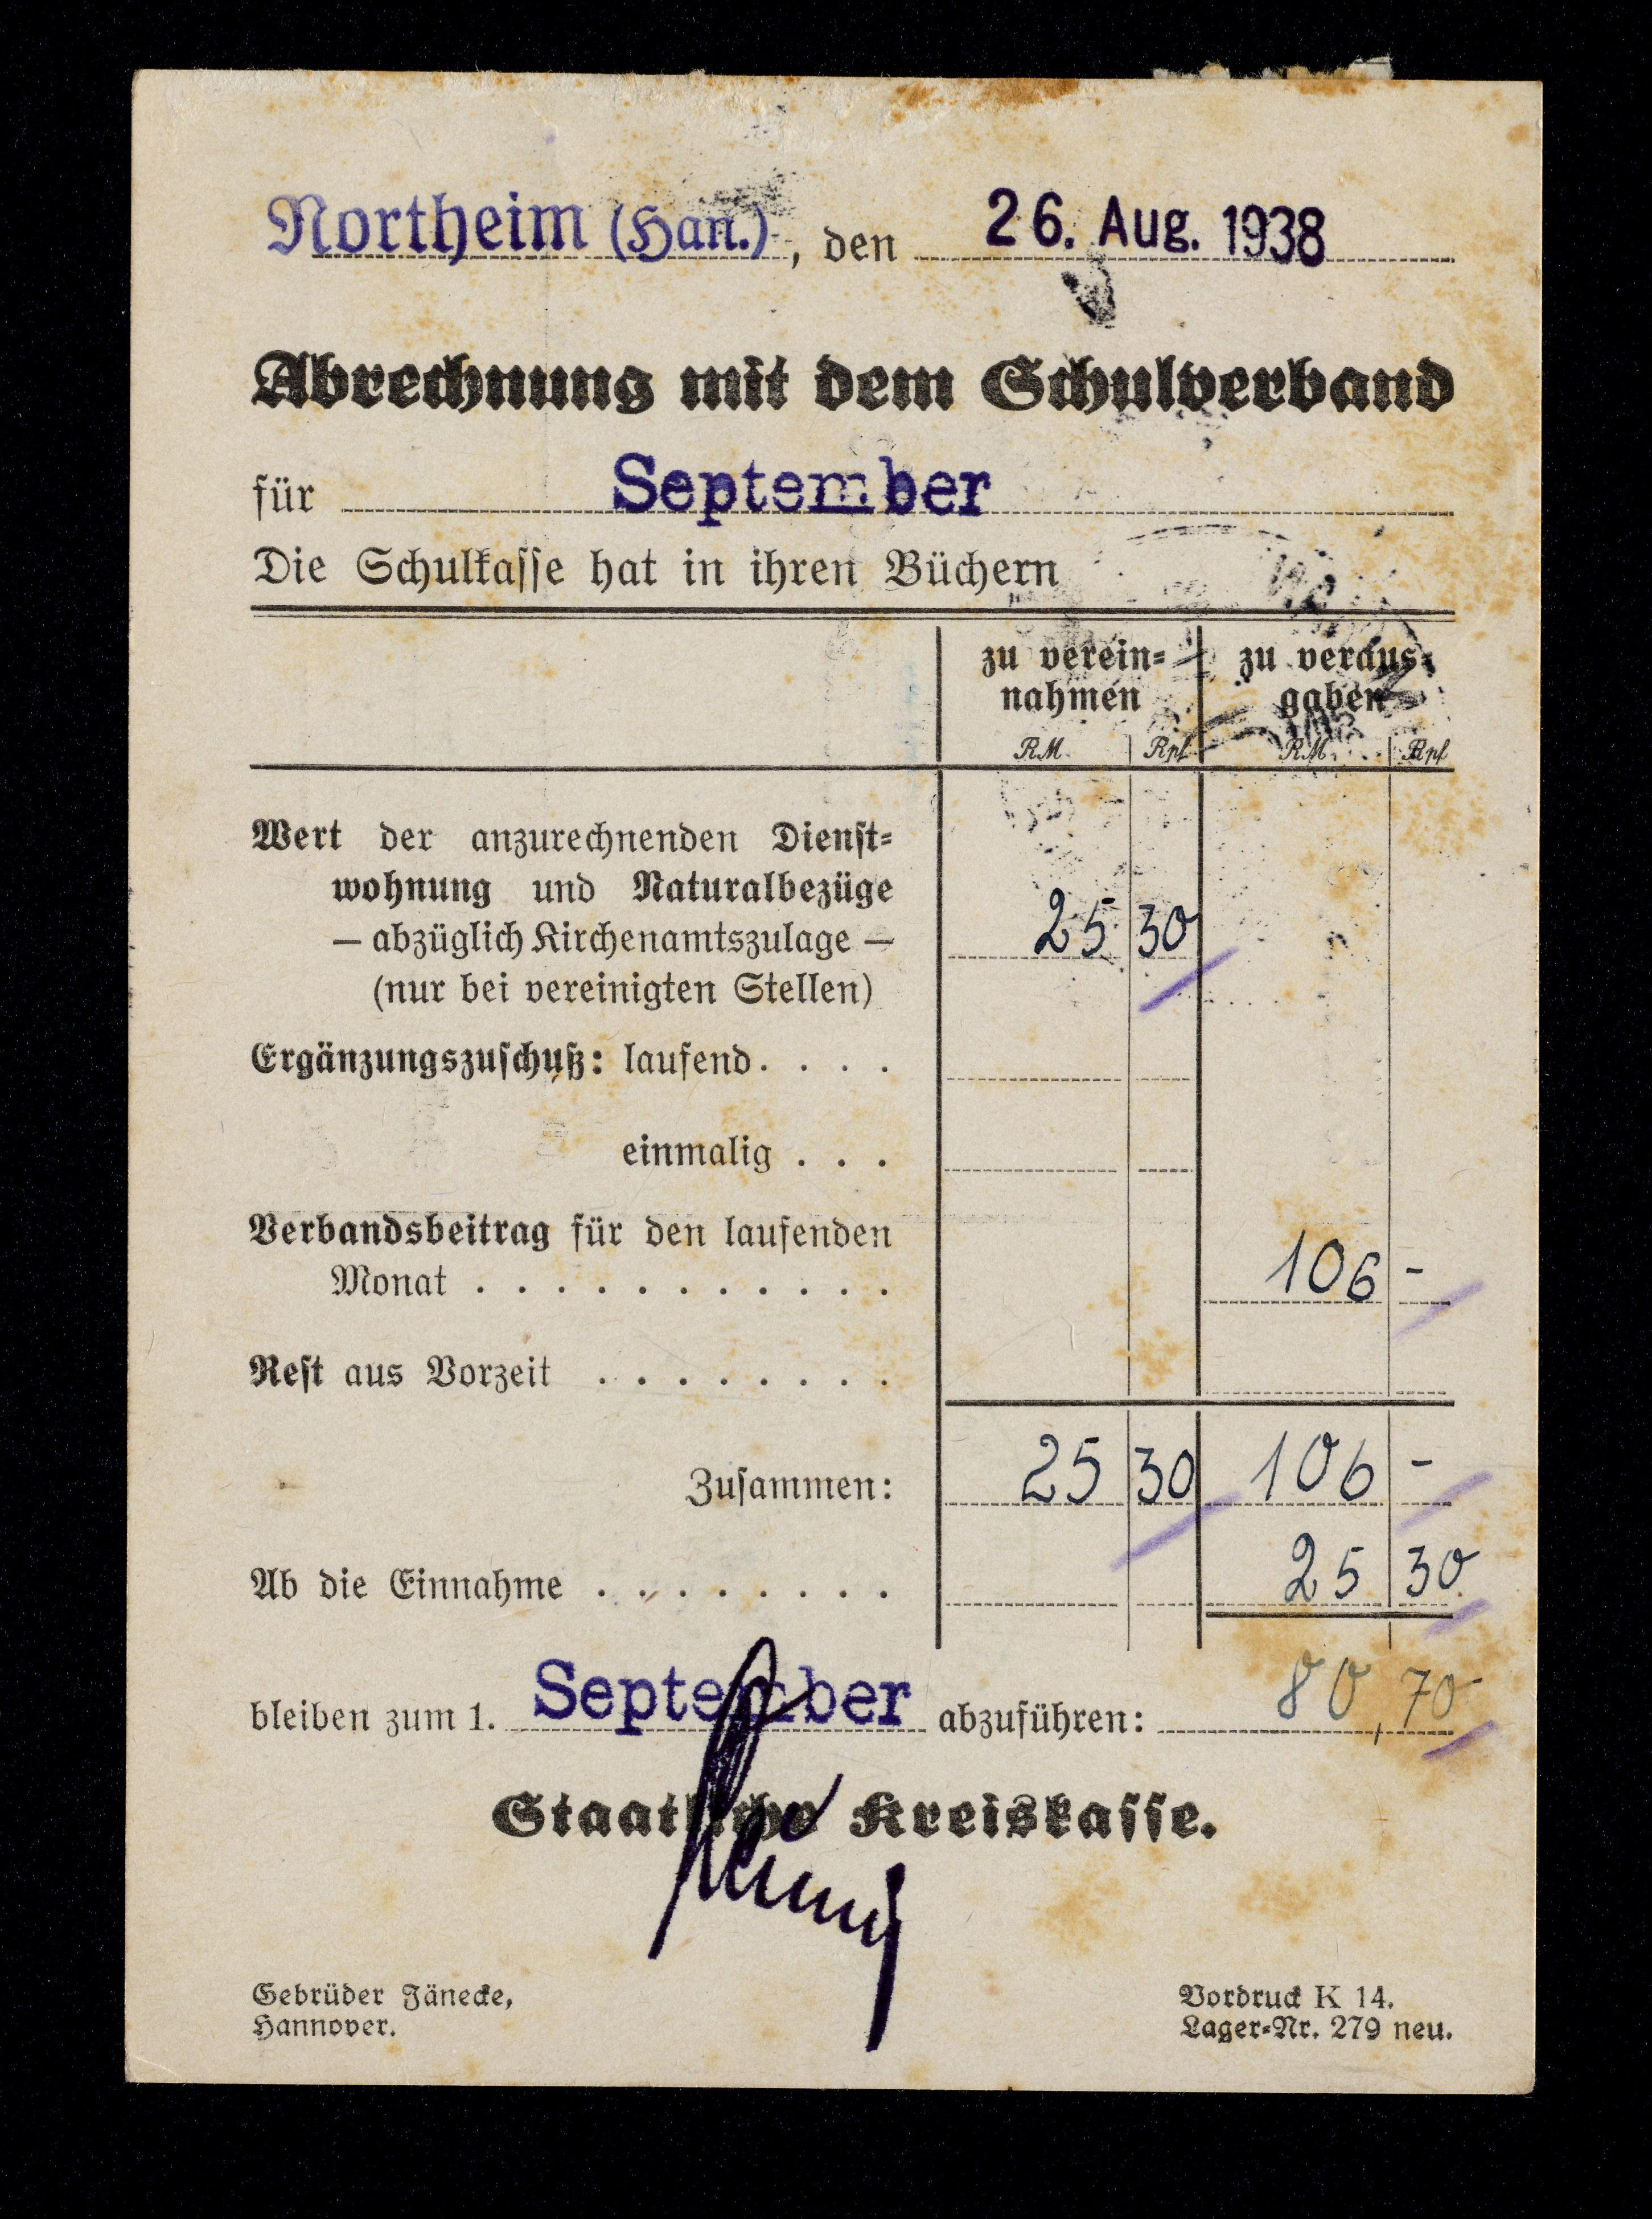 Northeim (Han.), den 26. Aug. 1938
Abrechnung mit dem Schulverband
für September
Die Schulkasse hat in ihren Büchern
zu verein= zu veraus=
nahmen gaben
RM Rpf RM Rpf
Wert der anzurechnenden Dienst=
wohnung und Naturalbezüge
— abzüglich Kirchenamtszulage — 25 30
(nur bei vereinigten Stellen)
Ergänzungszuschuß: laufend. . . .
einmalig . . .
Verbandsbeitrag für den laufenden
Monat . . . . . . . . . . . 106 -
Rest aus Vorzeit . . . . . . . .
Zusammen: 25 30 106 -
Ab die Einnahme . . . . . . . . 25 30
bleiben zum 1. September abzuführen: 80,70
Staatliche Kreiskasse.
Gebrüder Jänecke,
Hannover.
Vordruck K 14.
Lager=Nr. 279 neu.